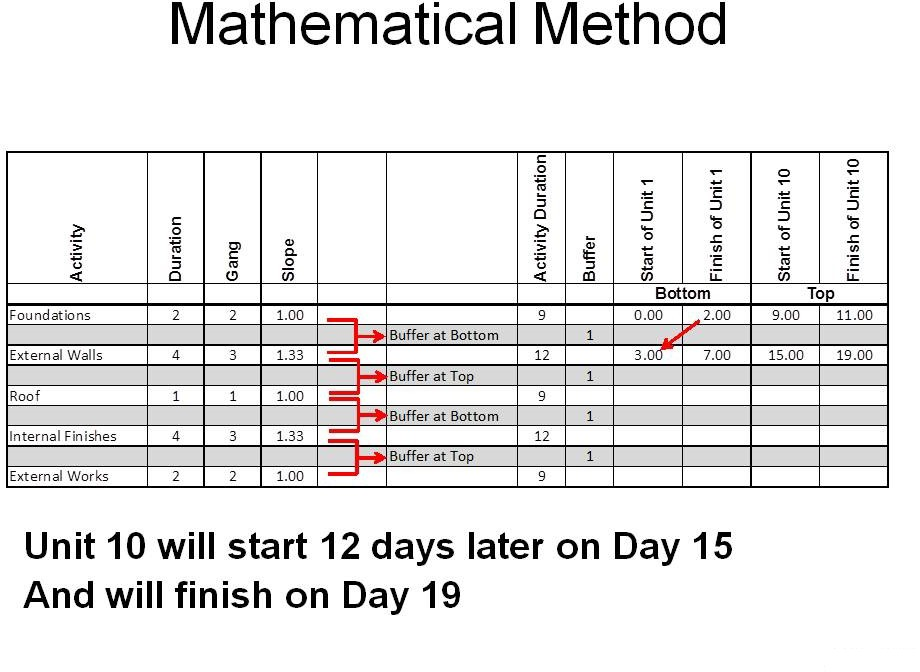 Mathematical Method
Activity Duration Gang Slope Activity Duration Buffer Start of Unit 1 Finish of Unit 1 Start of Unit 10 Finish of Unit 10
Bottom Top
Foundations 2 2 1.00 9 0.00 2.00 9.00 11.00
Buffer at Bottom 1
External Walls 4 3 1.33 12 3.00 7.00 15.00 19.00
Buffer at Top 1
Roof 1 1 1.00 9
Buffer at Bottom 1
Internal Finishes 4 3 1.33 12
Buffer at Top 1
External Works 2 2 1.00 9
Unit 10 will start 12 days later on Day 15
And will finish on Day 19